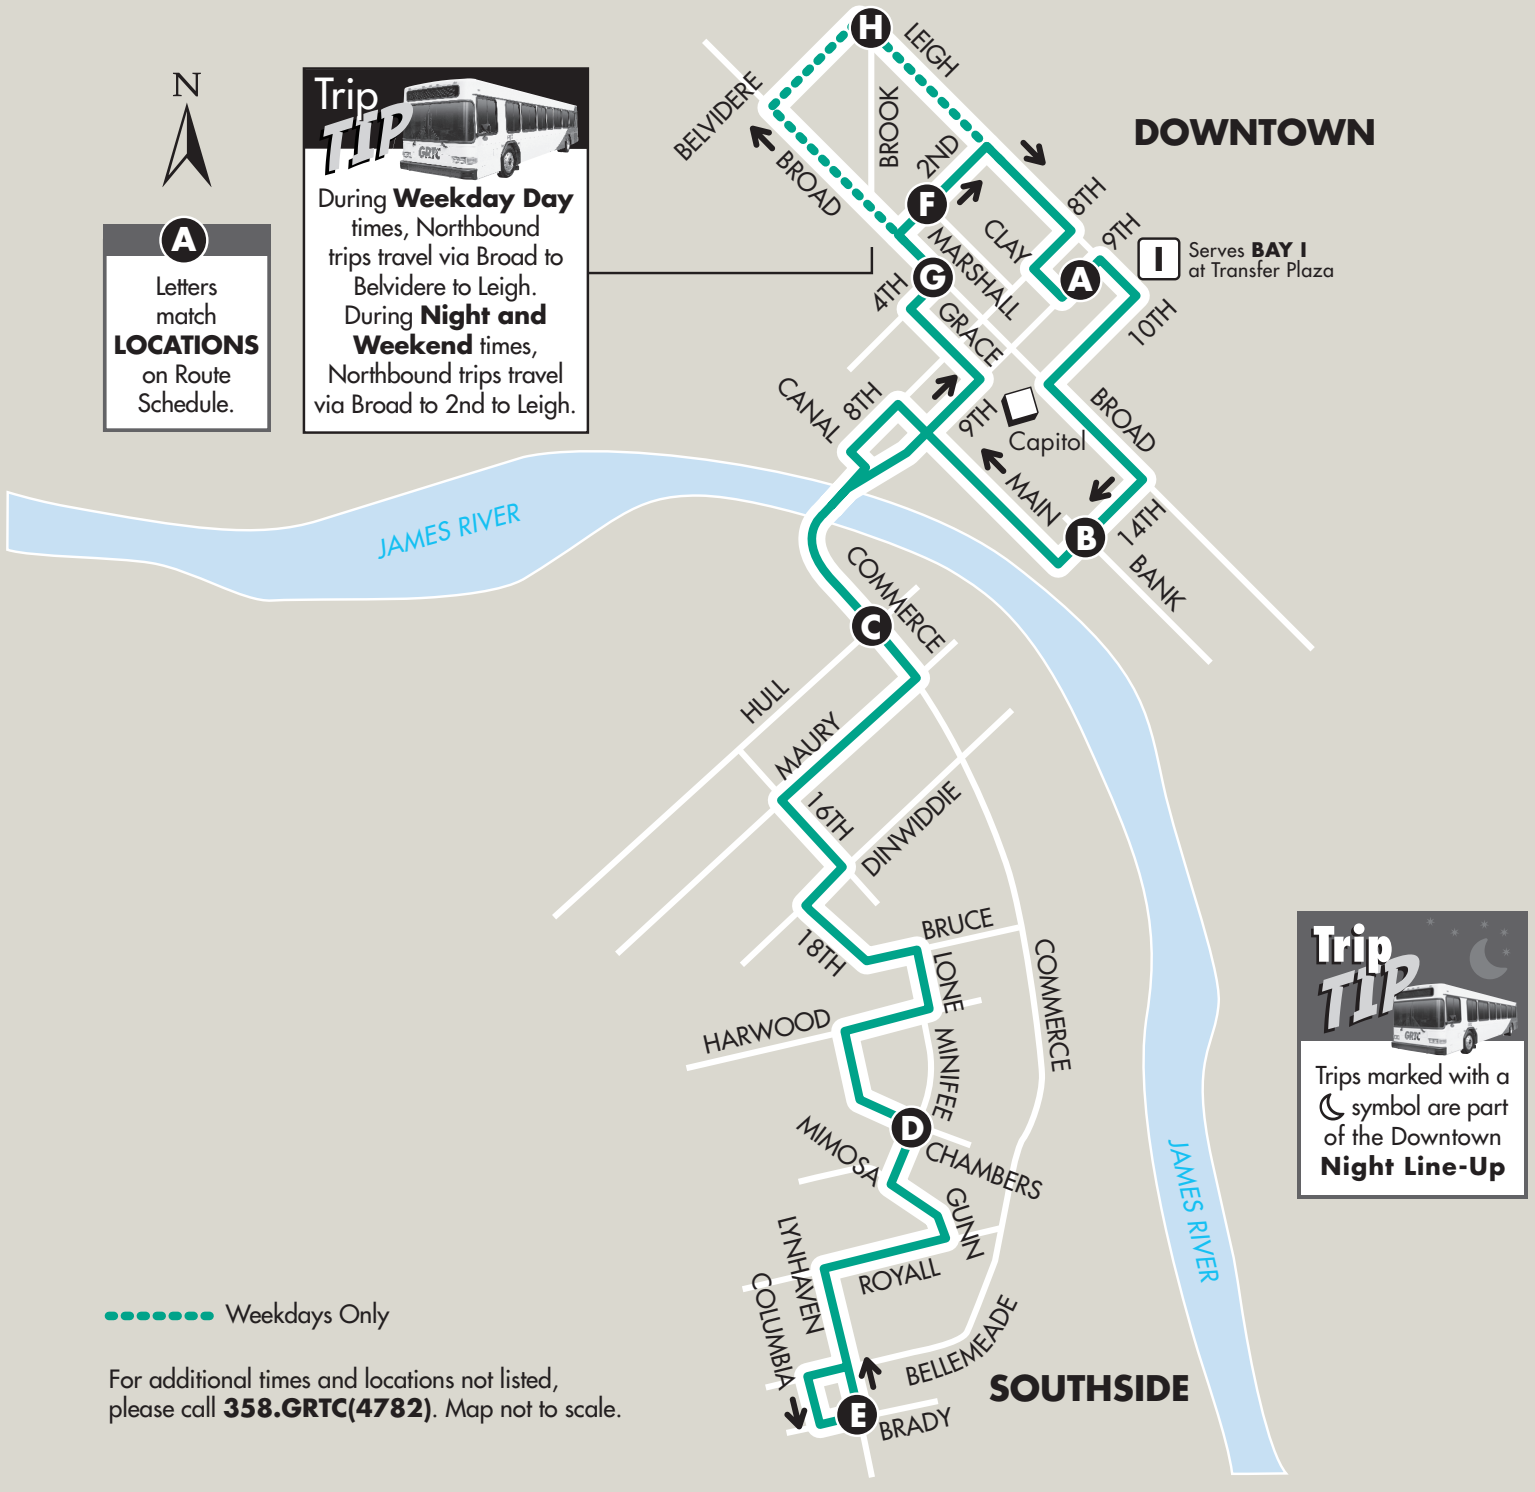 N
A
Letters
match
LOCATIONS
on Route
Schedule.
Trip
TIP
GRTC
During Weekday Day
times, Northbound
trips travel via Broad to
Belvidere to Leigh.
During Night and
Weekend times,
Northbound trips travel
via Broad to 2nd to Leigh.
H
LEIGH
BELVIDERE
BROOK
BROAD
2ND
F
DOWNTOWN
8TH
9TH
CLAY
MARSHALL
A
I
Serves BAY I
at Transfer Plaza
G
4TH
GRACE
10TH
CANAL
8TH
9TH
Capitol
BROAD
MAIN
B
14TH
BANK
JAMES RIVER
COMMERCE
C
HULL
MAURY
16TH
DINWIDDIE
18TH
BRUCE
LONE
COMMERCE
HARWOOD
MINIFEE
D
MIMOSA
CHAMBERS
GUNN
LYNHAVEN
ROYALL
COLUMBIA
BELLEMEADE
E
BRADY
SOUTHSIDE
JAMES RIVER
Trip
TIP
GRTC
Trips marked with a
symbol are part
of the Downtown
Night Line-Up
Weekdays Only
For additional times and locations not listed,
please call 358.GRTC(4782). Map not to scale.